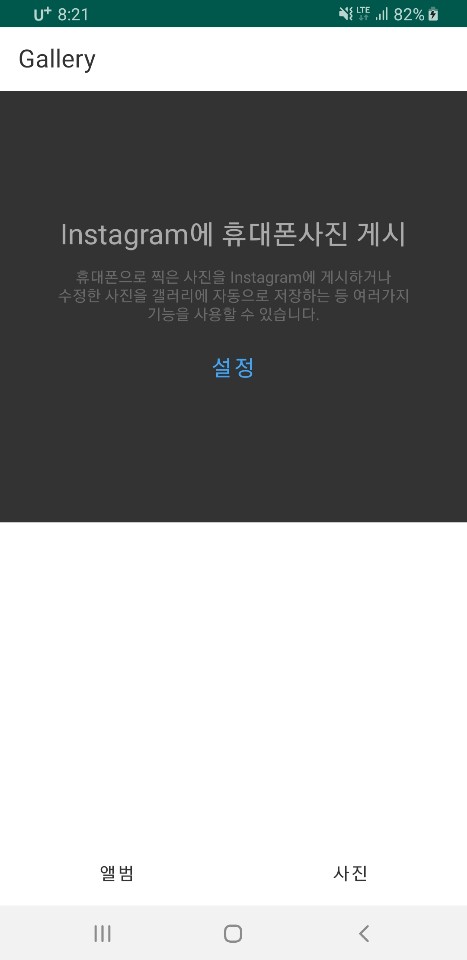 U+ 8:21 LTE 82%
Gallery
Instagram에 휴대폰사진 게시
휴대폰으로 찍은 사진을 Instagram에 게시하거나
수정한 사진을 갤러리에 자동으로 저장하는 등 여러가지
기능을 사용할 수 있습니다.
설정
앨범 사진